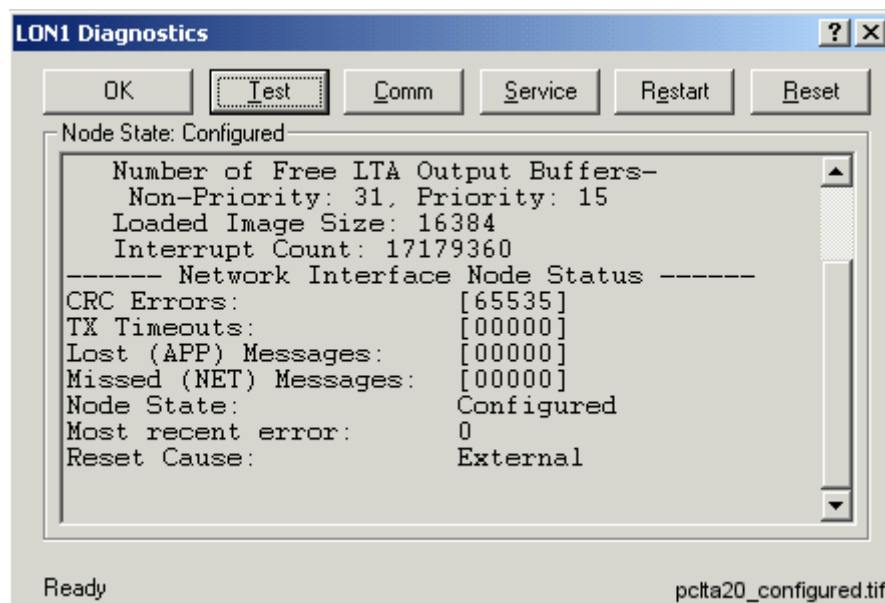 LON1 Diagnostics
OK Test Comm Service Restart Reset
Node State: Configured
Number of Free LTA Output Buffers-
Non-Priority: 31, Priority: 15
Loaded Image Size: 16384
Interrupt Count: 17179360
------ Network Interface Node Status ------
CRC Errors: [65535]
TX Timeouts: [00000]
Lost (APP) Messages: [00000]
Missed (NET) Messages: [00000]
Node State: Configured
Most recent error: 0
Reset Cause: External
Ready pclta20_configured.tif